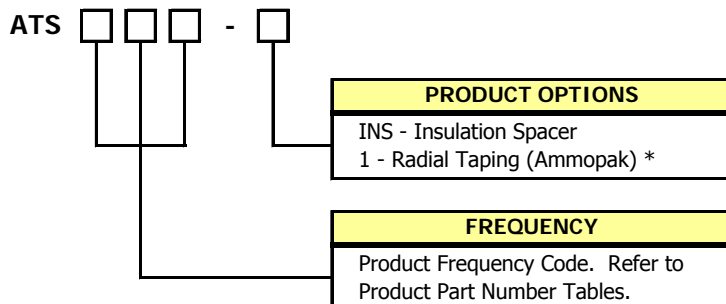 ATS -
PRODUCT OPTIONS
INS - Insulation Spacer
1 - Radial Taping (Ammopak) *
FREQUENCY
Product Frequency Code. Refer to
Product Part Number Tables.